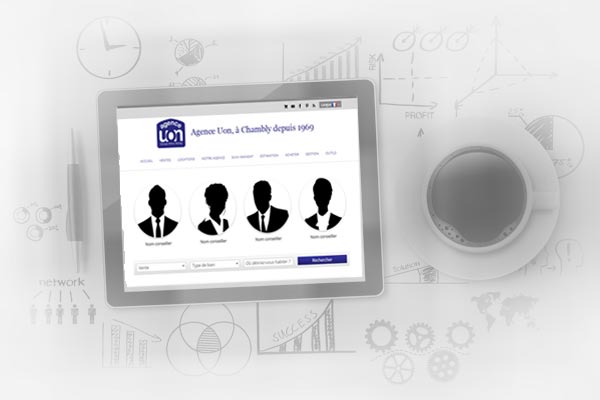 RISK
PROFIT
agence
uon
Agence Uon, à Chambly depuis 1969
ACCUEIL VENTES LOCATIONS NOTRE AGENCE ESTIMATION ACHETER GESTION OUTILS
Nom conseiller Nom conseiller Nom conseiller Nom conseiller
Vente Type de bien Où désirez-vous habiter ? Rechercher
Solution
network
SUCCESS